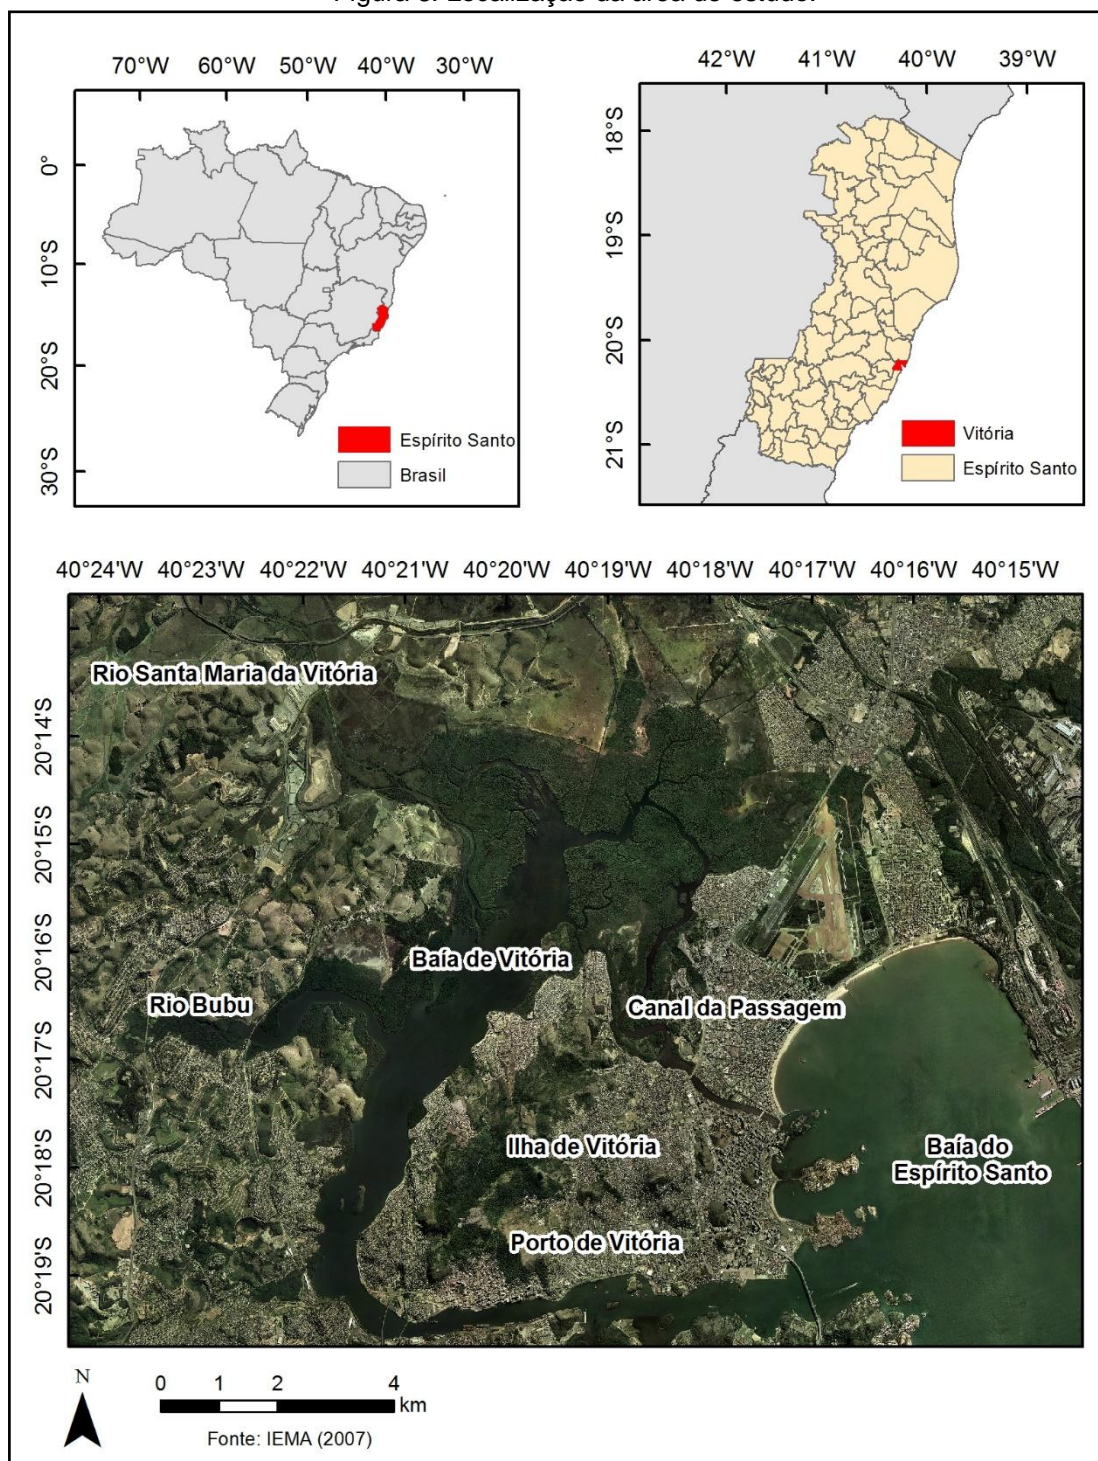 Figura 3. Localização da área de estudo.
70°W 60°W 50°W 40°W 30°W
0°
10°S
20°S
30°S
Espírito Santo
Brasil
42°W 41°W 40°W 39°W
18°S
19°S
20°S
21°S
Vitória
Espírito Santo
40°24'W 40°23'W 40°22'W 40°21'W 40°20'W 40°19'W 40°18'W 40°17'W 40°16'W 40°15'W
20°14'S
20°15'S
20°16'S
20°17'S
20°18'S
20°19'S
Rio Santa Maria da Vitória
Baía de Vitória
Rio Bubu
Canal da Passagem
Ilha de Vitória
Baía do
Espírito Santo
Porto de Vitória
N
0 1 2 4
km
Fonte: IEMA (2007)